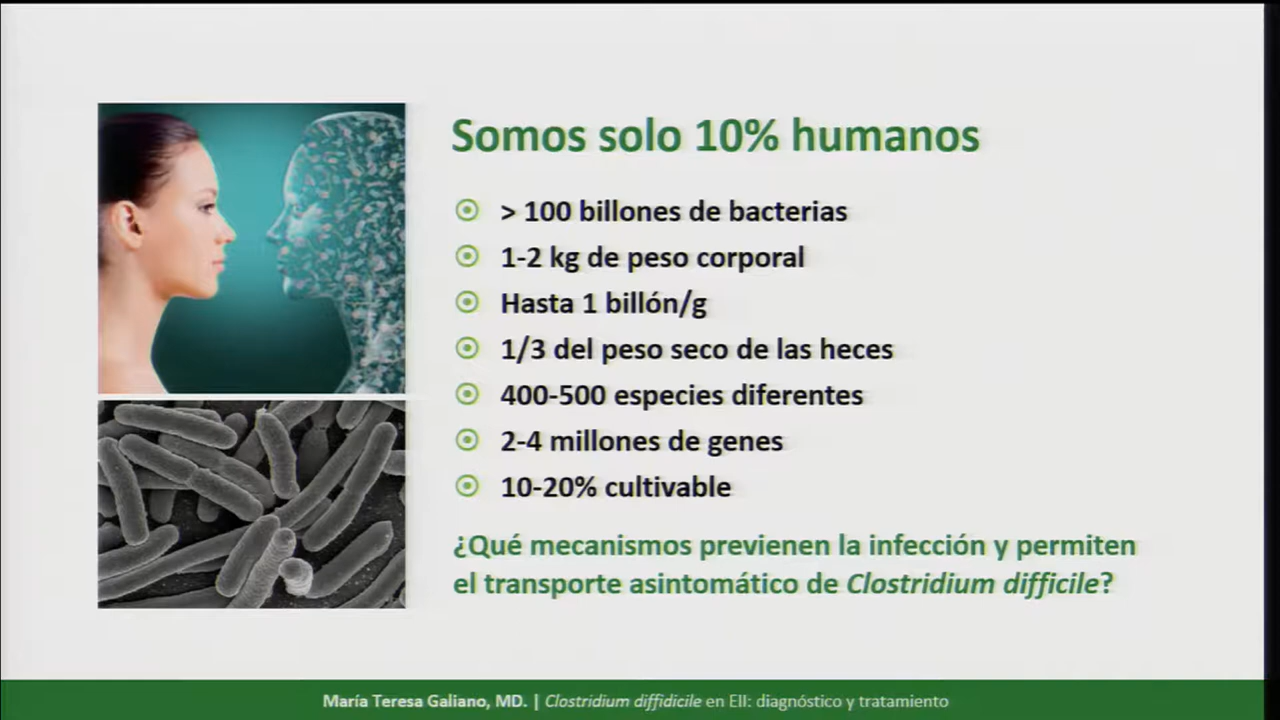 Somos solo 10% humanos
> 100 billones de bacterias
1-2 kg de peso corporal
Hasta 1 billón/g
1/3 del peso seco de las heces
400-500 especies diferentes
2-4 millones de genes
10-20% cultivable
¿Qué mecanismos previenen la infección y permiten
el transporte asintomático de Clostridium difficile?
María Teresa Galiano, MD. | Clostridium diffidicile en EII: diagnóstico y tratamiento